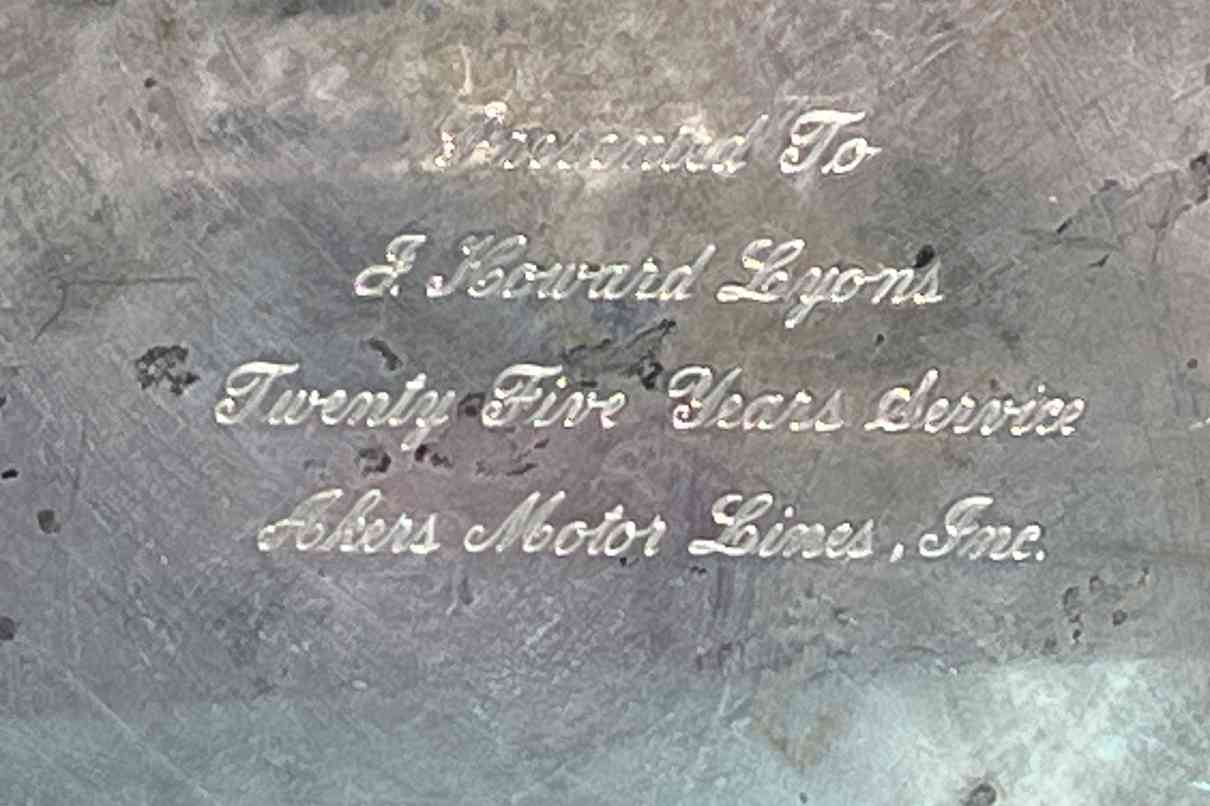 Presented To
J. Howard Lyons
Twenty Five Years Service
Akers Motor Lines, Inc.